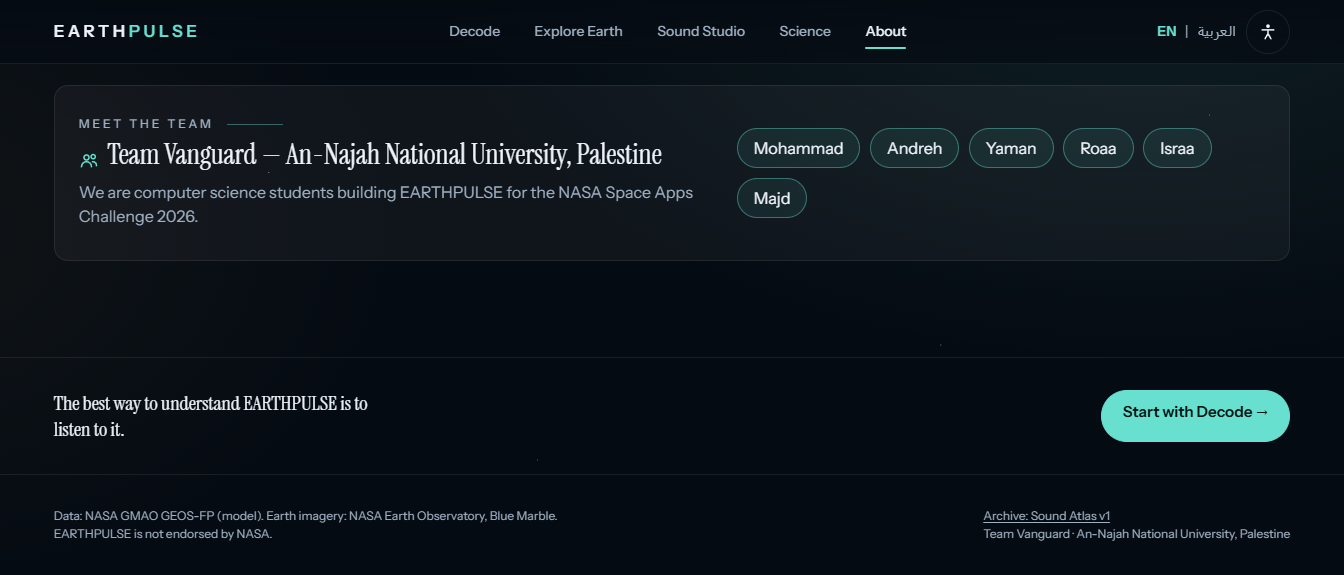 EARTHPULSE Decode Explore Earth Sound Studio Science About EN | العربية
MEET THE TEAM
Team Vanguard — An-Najah National University, Palestine
We are computer science students building EARTHPULSE for the NASA Space Apps
Challenge 2026.
Mohammad Andreh Yaman Roaa Israa
Majd
The best way to understand EARTHPULSE is to
listen to it.
Start with Decode →
Data: NASA GMAO GEOS-FP (model). Earth imagery: NASA Earth Observatory, Blue Marble.
EARTHPULSE is not endorsed by NASA.
Archive: Sound Atlas v1
Team Vanguard · An-Najah National University, Palestine